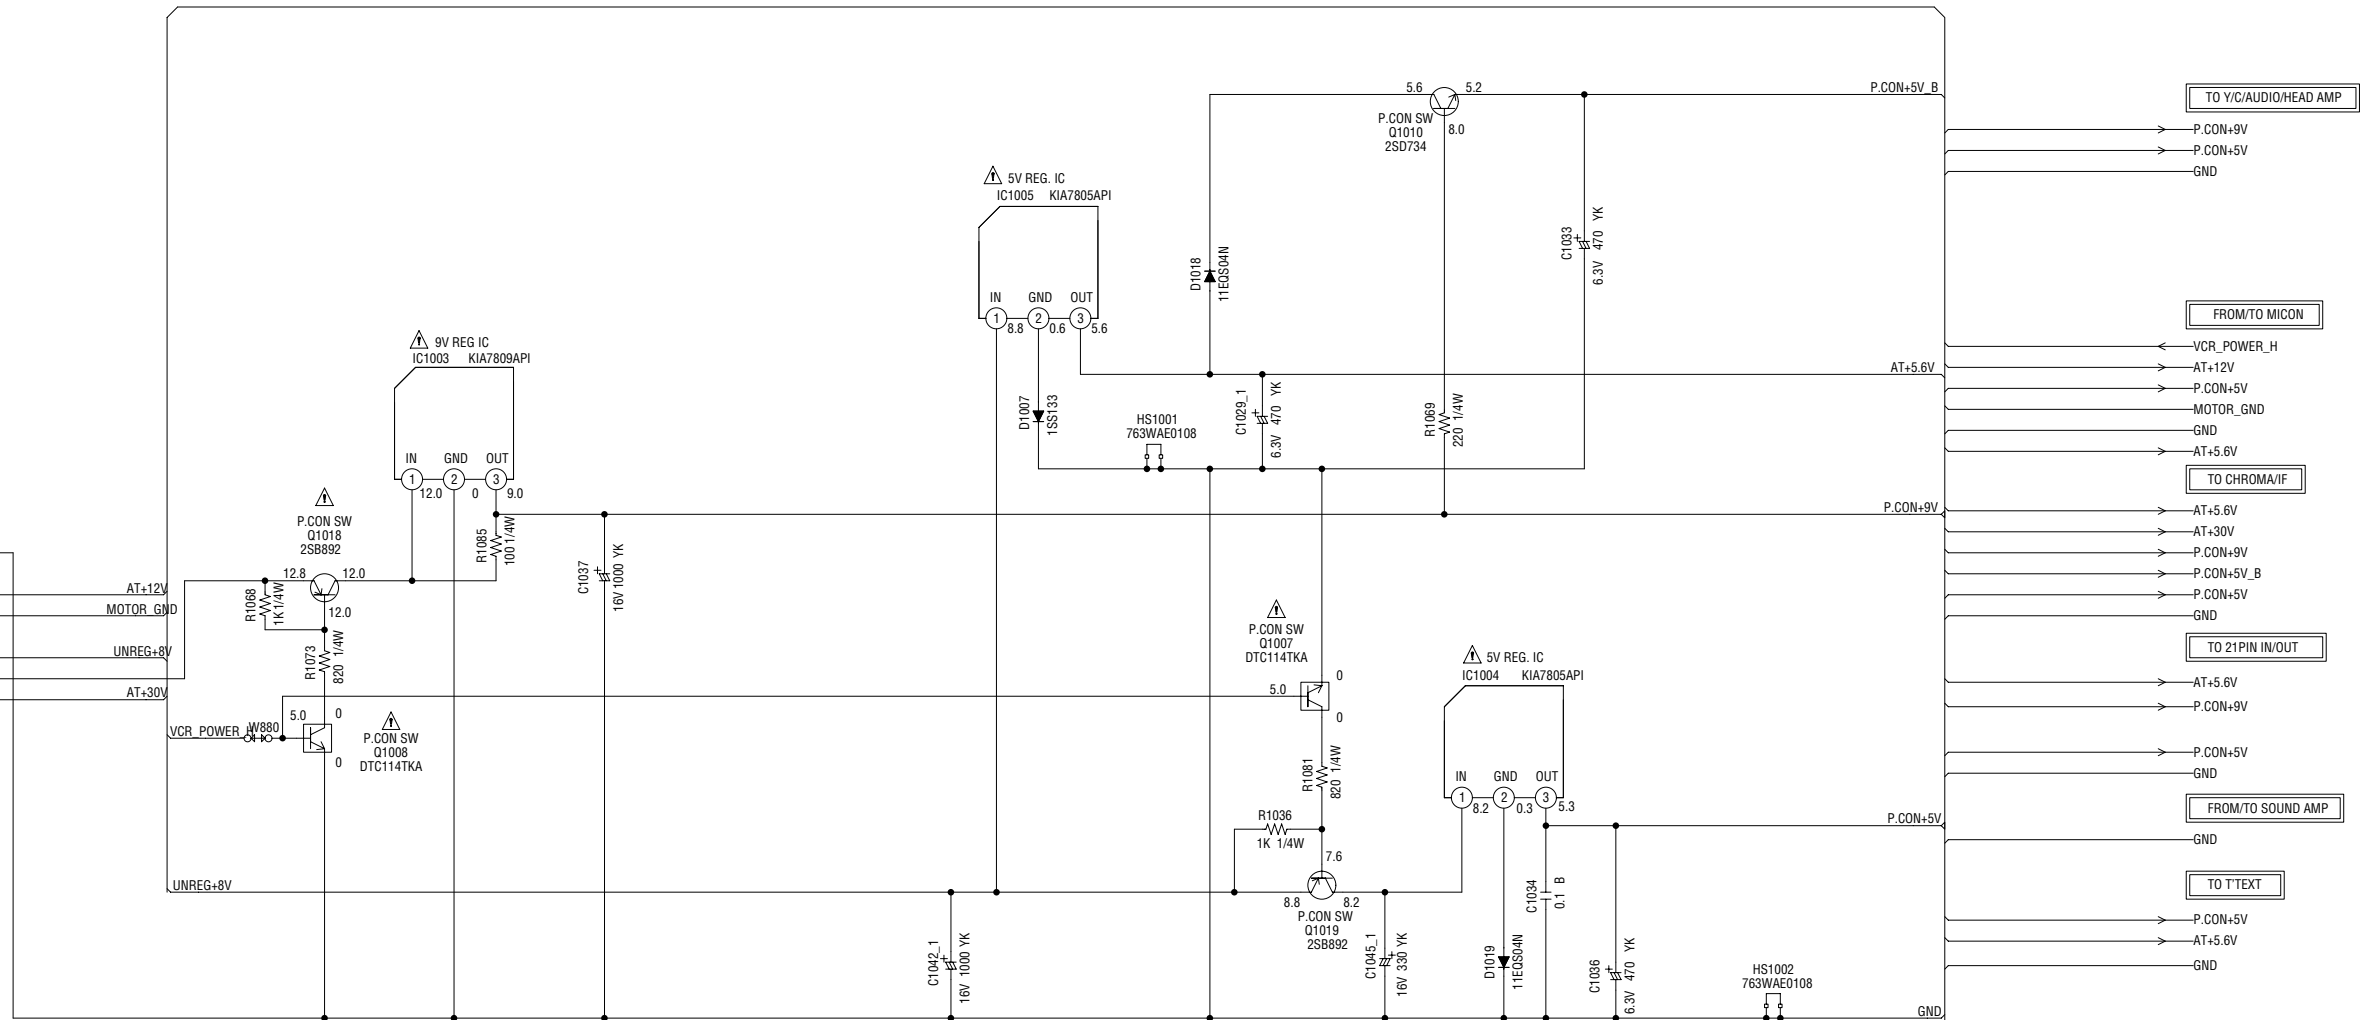 5.6
5.2
P.CON+5V_B
P.CON SW
Q1010
2SD734
8.0
5V REG. IC
IC1005 KIA7805API
IN GND OUT
1 2 3
8.8 0.6 5.6
D1018
11EQS04N
C1033
6.3V 470 YK
9V REG IC
IC1003 KIA7809API
IN GND OUT
1 2 3
12.0 0 9.0
D1007
1SS133
HS1001
763WAE0108
C1029_1
6.3V 470 YK
R1069
220 1/4W
AT+5.6V
P.CON SW
Q1018
2SB892
12.8 12.0
12.0
R1085
100 1/4W
P.CON+9V
C1037
16V 1000 YK
AT+12V
MOTOR_GND
UNREG+8V
AT+30V
R1068
1K 1/4W
R1073
820 1/4W
VCR_POWER_H
W880
5.0
0
0
P.CON SW
Q1008
DTC114TKA
P.CON SW
Q1007
DTC114TKA
5.0
0
0
R1081
820 1/4W
R1036
1K 1/4W
7.6
8.8 8.2
P.CON SW
Q1019
2SB892
5V REG. IC
IC1004 KIA7805API
IN GND OUT
1 2 3
8.2 0.3 5.3
P.CON+5V
UNREG+8V
C1042_1
16V 1000 YK
C1045_1
16V 330 YK
D1019
11EQS04N
C1034
0.1 B
C1036
6.3V 470 YK
HS1002
763WAE0108
GND
TO Y/C/AUDIO/HEAD AMP
P.CON+9V
P.CON+5V
GND
FROM/TO MICON
VCR_POWER_H
AT+12V
P.CON+5V
MOTOR_GND
GND
AT+5.6V
TO CHROMA/IF
AT+5.6V
AT+30V
P.CON+9V
P.CON+5V_B
P.CON+5V
GND
TO 21PIN IN/OUT
AT+5.6V
P.CON+9V
P.CON+5V
GND
FROM/TO SOUND AMP
GND
TO T'TEXT
P.CON+5V
AT+5.6V
GND